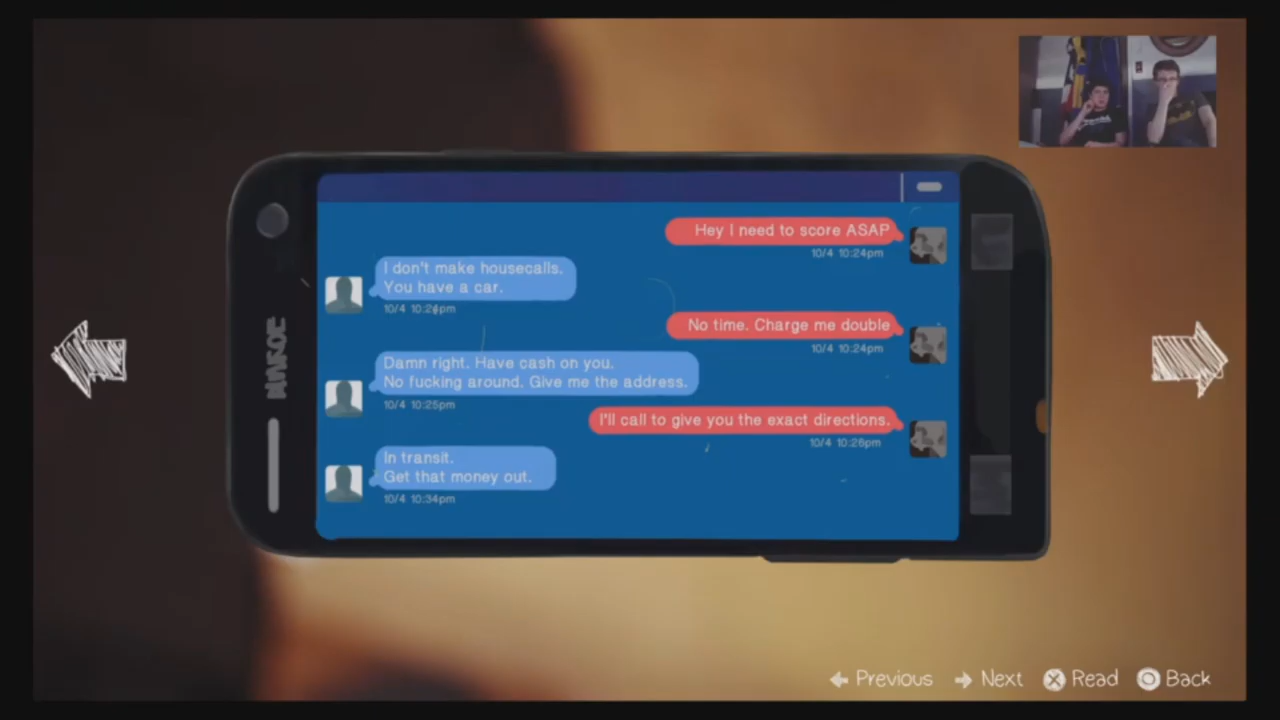 Hey I need to score ASAP
10/4 10:24pm
I don't make housecalls.
You have a car.
10/4 10:24pm
No time. Charge me double
10/4 10:24pm
Damn right. Have cash on you.
No fucking around. Give me the address.
10/4 10:25pm
I'll call to give you the exact directions.
10/4 10:26pm
In transit.
Get that money out.
10/4 10:34pm
Previous
Next
Read
Back